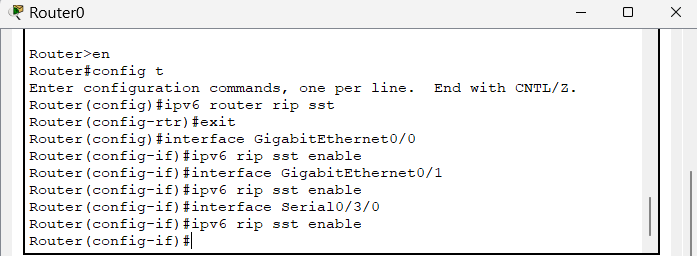 Router0
Router>en
Router#config t
Enter configuration commands, one per line.  End with CNTL/Z.
Router(config)#ipv6 router rip sst
Router(config-rtr)#exit
Router(config)#interface GigabitEthernet0/0
Router(config-if)#ipv6 rip sst enable
Router(config-if)#interface GigabitEthernet0/1
Router(config-if)#ipv6 rip sst enable
Router(config-if)#interface Serial0/3/0
Router(config-if)#ipv6 rip sst enable
Router(config-if)#